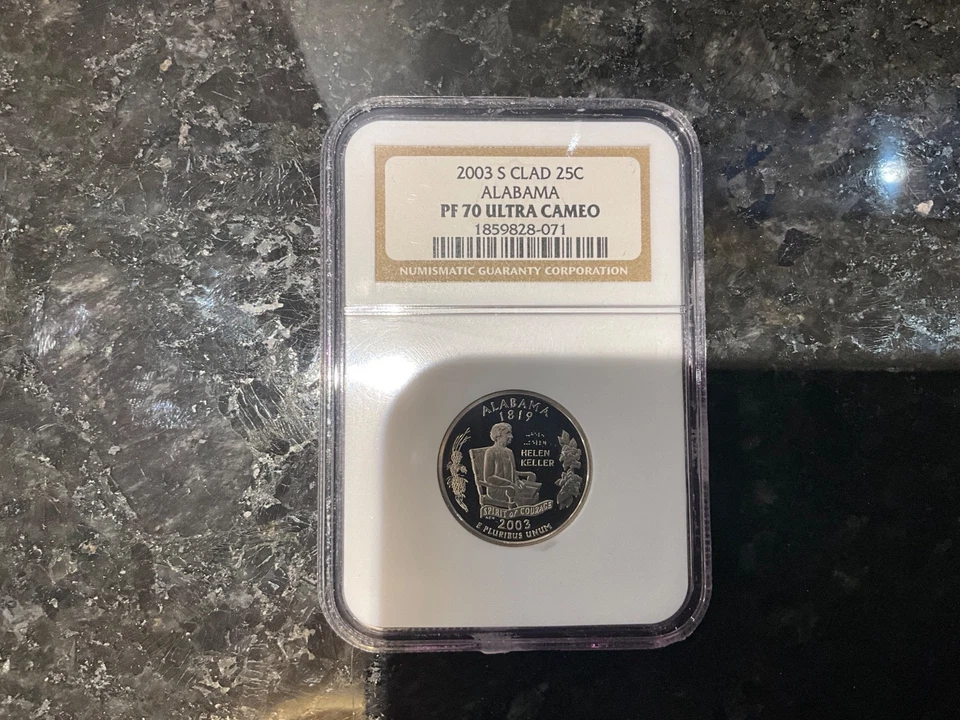 2003 S CLAD 25C
ALABAMA
PF 70 ULTRA CAMEO
1859828-071
NUMISMATIC GUARANTY CORPORATION
ALABAMA
1819
HELEN
KELLER
SPIRIT of COURAGE
2003
E PLURIBUS UNUM